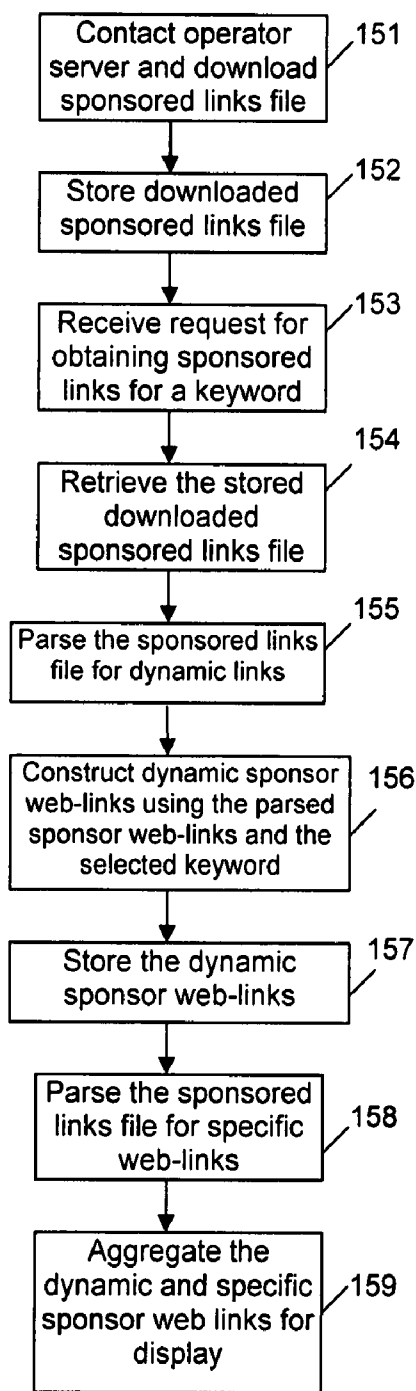 Contact operator
server and download
sponsored links file
151
Store downloaded
sponsored links file
152
Receive request for
obtaining sponsored
links for a keyword
153
Retrieve the stored
downloaded
sponsored links file
154
Parse the sponsored links
file for dynamic links
155
Construct dynamic sponsor
web-links using the parsed
sponsor web-links and the
selected keyword
156
Store the dynamic
sponsor web-links
157
Parse the sponsored
links file for specific
web-links
158
Aggregate the
dynamic and specific
sponsor web links for
display
159